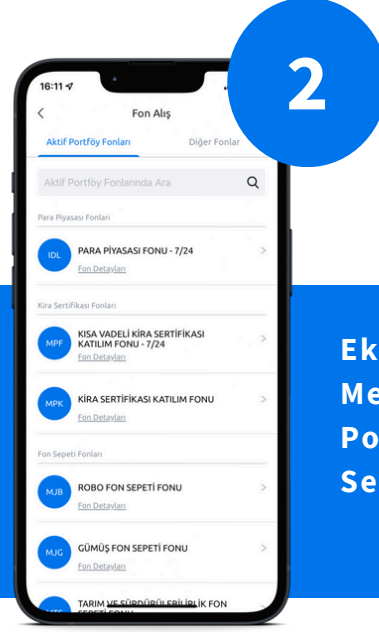 2
16:11
Fon Alış
Aktif Portföy Fonları
Diğer Fonlar
Aktif Portföy Fonlarında Ara
Para Piyasası Fonları
IDL
PARA PİYASASI FONU - 7/24
Fon Detayları
Kira Sertifikası Fonları
MPF
KISA VADELİ KİRA SERTİFİKASI
KATILIM FONU - 7/24
Fon Detayları
MPK
KİRA SERTİFİKASI KATILIM FONU
Fon Detayları
Fon Sepeti Fonları
MJB
ROBO FON SEPETİ FONU
Fon Detayları
MJG
GÜMÜŞ FON SEPETİ FONU
Fon Detayları
TARIM VE SÜRDÜRÜLEBİLİRLİK FON
SEPETİ FONU
Ek
Me
Po
Se